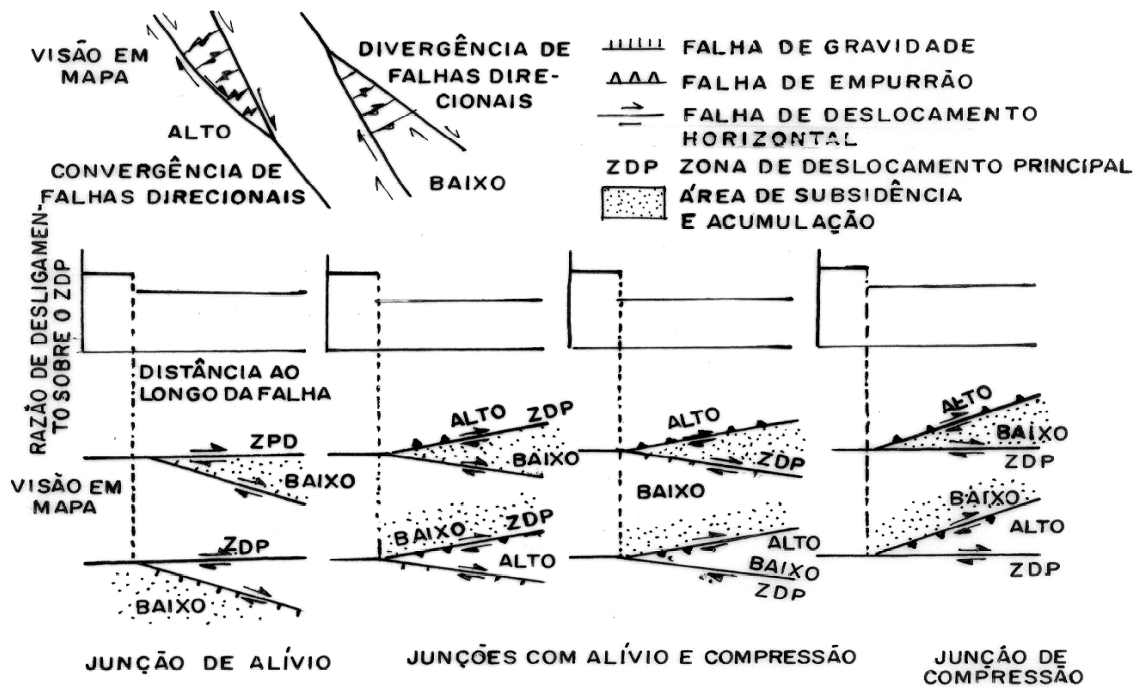 VISÃO EM
MAPA
ALTO
CONVERGÊNCIA DE
FALHAS DIRECIONAIS
DIVERGÊNCIA DE
FALHAS DIRE-
CIONAIS
BAIXO
FALHA DE GRAVIDADE
FALHA DE EMPURRÃO
FALHA DE DESLOCAMENTO
HORIZONTAL
ZDP ZONA DE DESLOCAMENTO PRINCIPAL
ÁREA DE SUBSIDÊNCIA
E ACUMULAÇÃO
RAZÃO DE DESLIGAMEN-
TO SOBRE O ZDP
DISTÂNCIA AO
LONGO DA FALHA
VISÃO EM
MAPA
ZPD
BAIXO
ALTO ZDP
BAIXO
ALTO
ZDP
BAIXO
ALTO
BAIXO
ZDP
ZDP
BAIXO
BAIXO ZDP
ALTO
ALTO
BAIXO
ZDP
BAIXO
ALTO
ZDP
JUNÇÃO DE ALÍVIO
JUNÇÕES COM ALÍVIO E COMPRESSÃO
JUNÇÃO DE
COMPRESSÃO